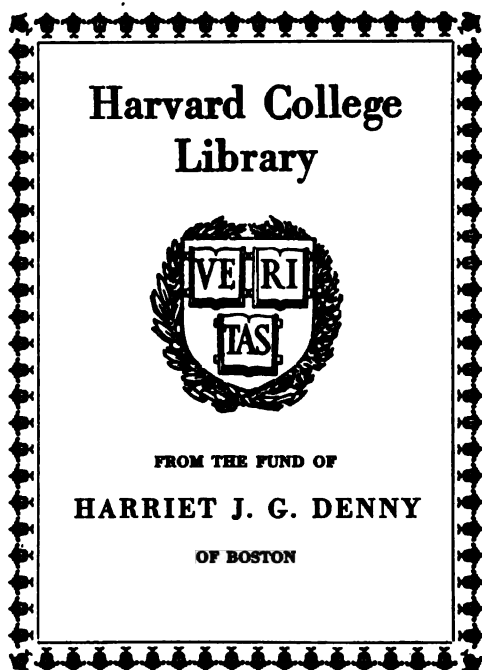 Harvard College
Library
VE RI
TAS
FROM THE FUND OF
HARRIET J. G. DENNY
OF BOSTON